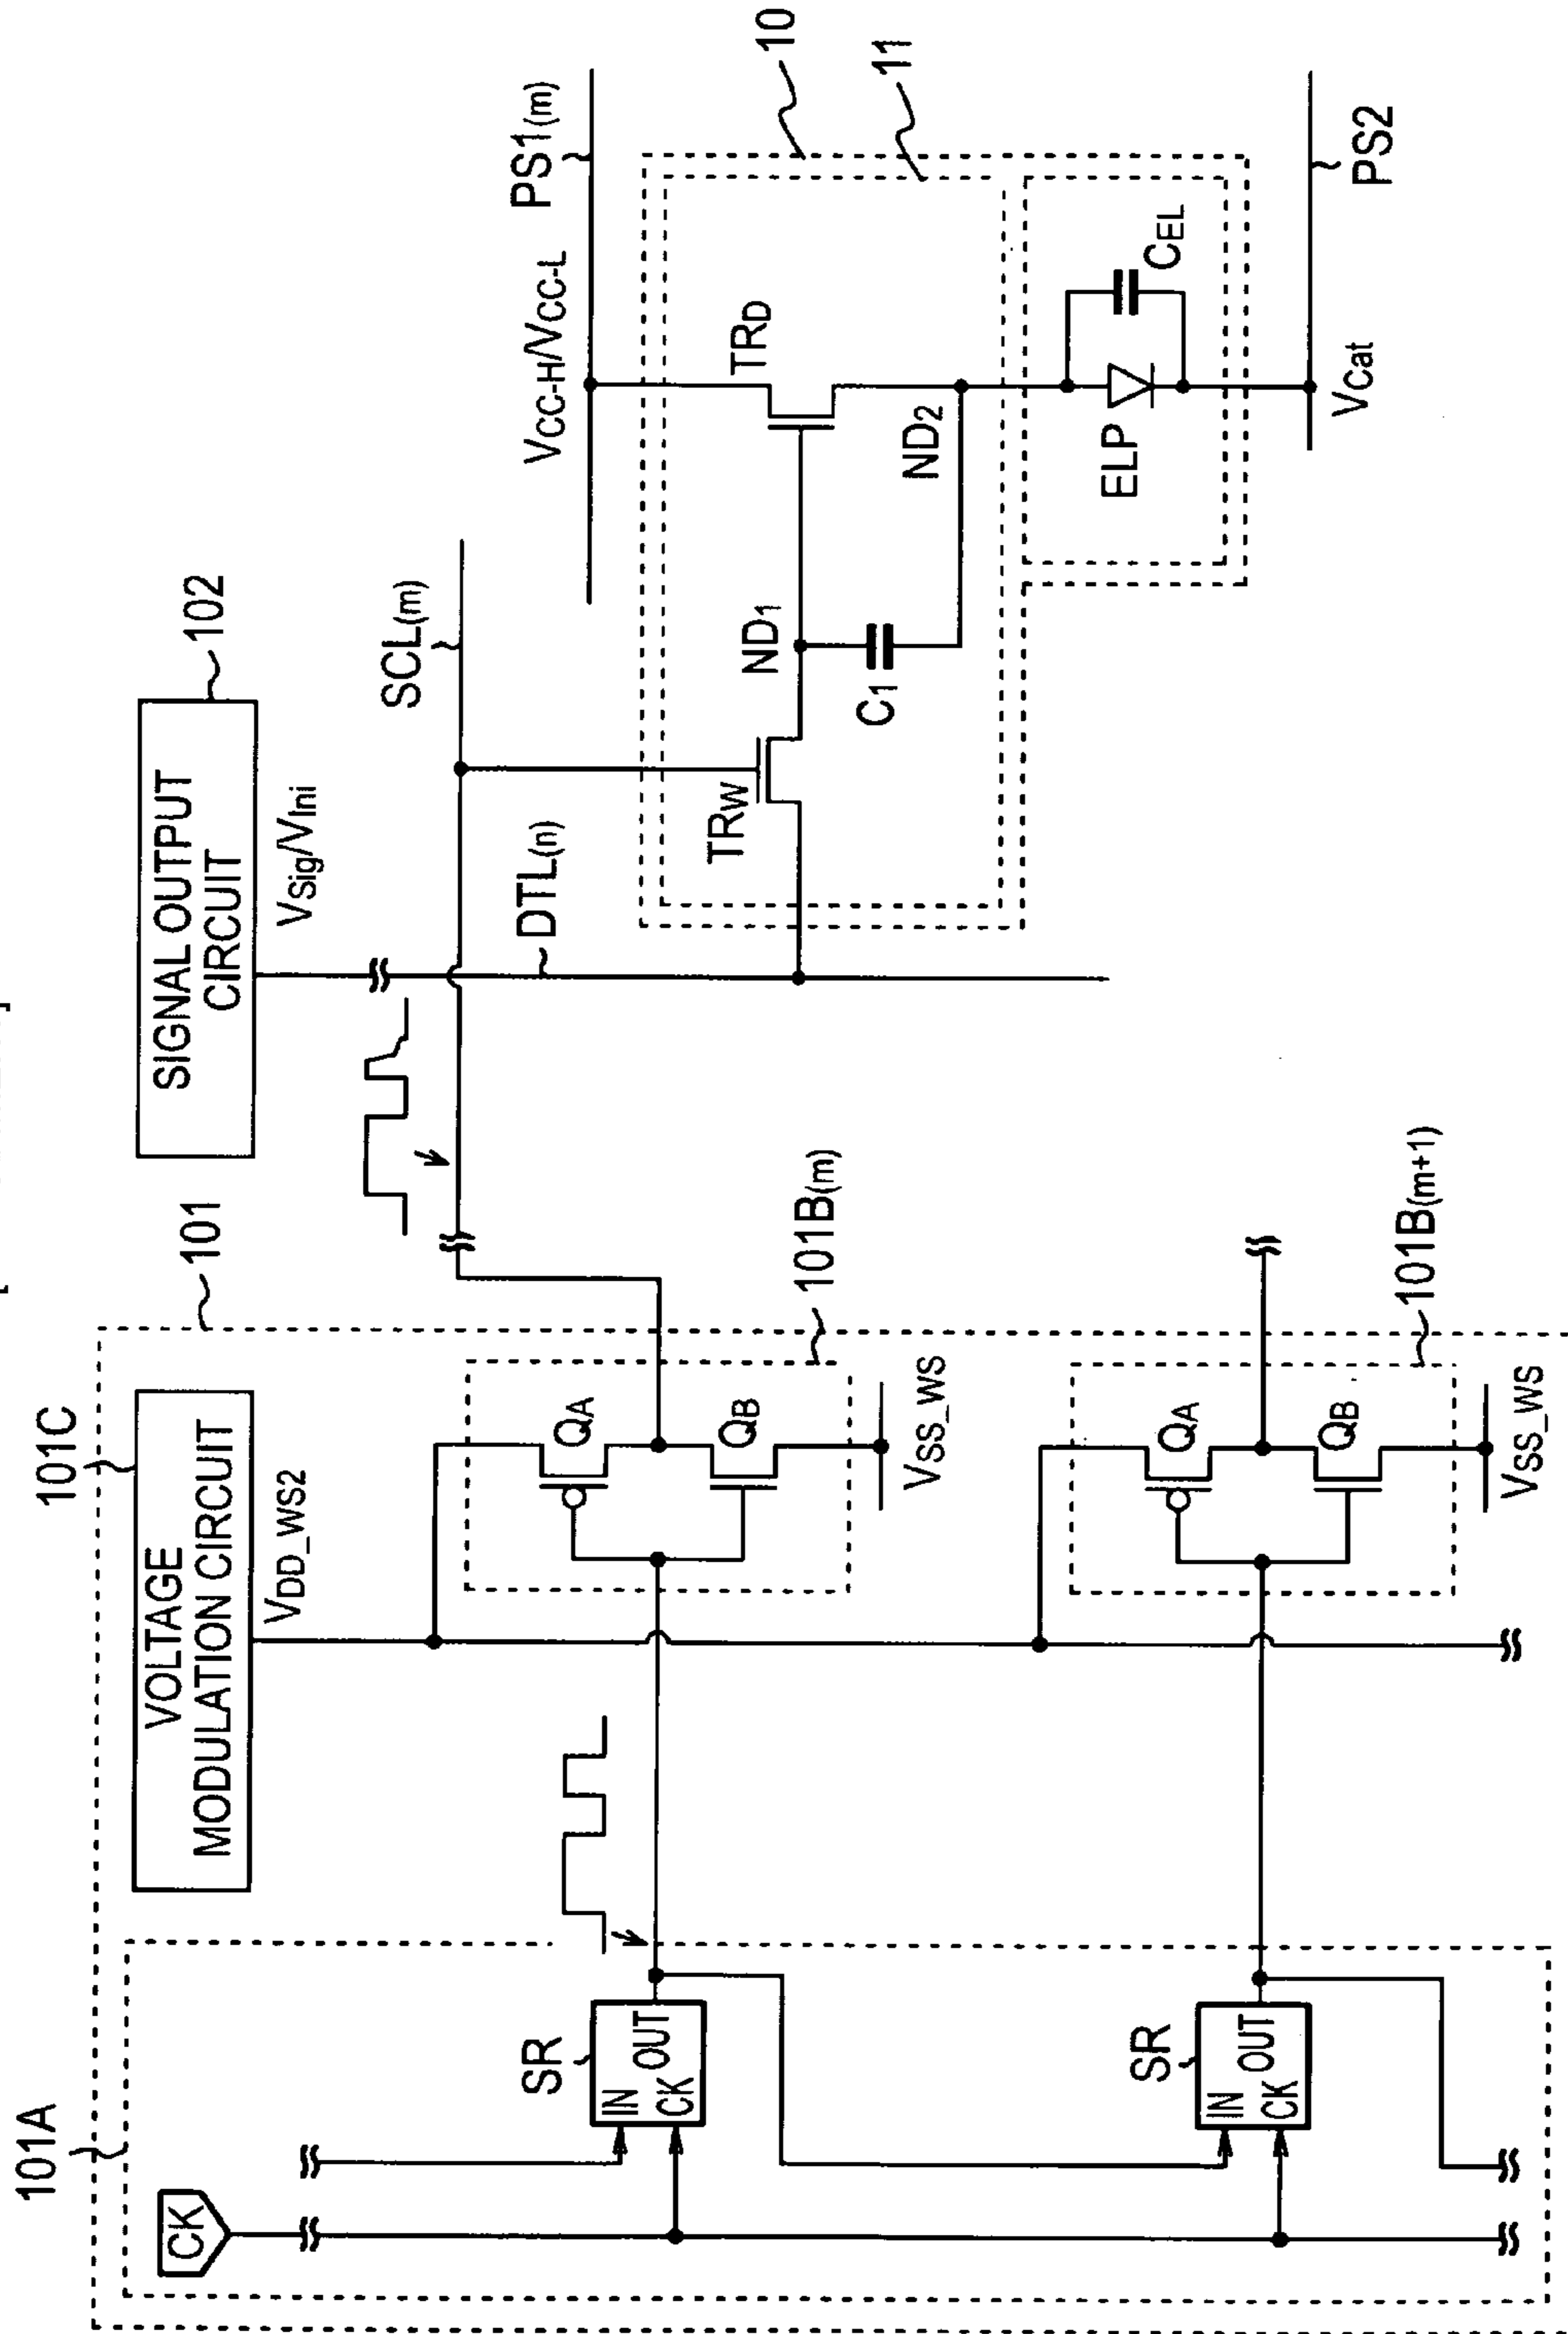 101A
101C
101
102
VOLTAGE
MODULATION CIRCUIT
SIGNAL OUTPUT
CIRCUIT
CK
VDD_WS2
VSig/VIni
SCL(m)
VCC-H/VCC-L
PS1(m)
10
11
DTL(n)
SR
IN
CK
OUT
QA
QB
101B(m)
VSS_WS
TRW
ND1
C1
TRD
ND2
ELP
CEL
VCat
PS2
SR
IN
CK
OUT
QA
QB
101B(m+1)
VSS_WS